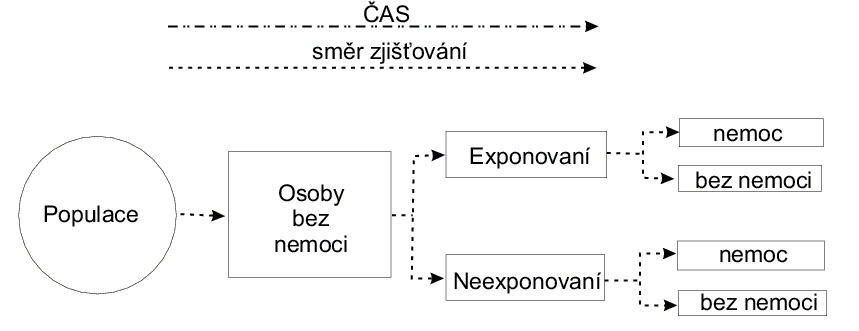 ČAS
směr zjišťování
Populace
Osoby
bez
nemoci
Exponovaní
nemoc
bez nemoci
Neexponovaní
nemoc
bez nemoci